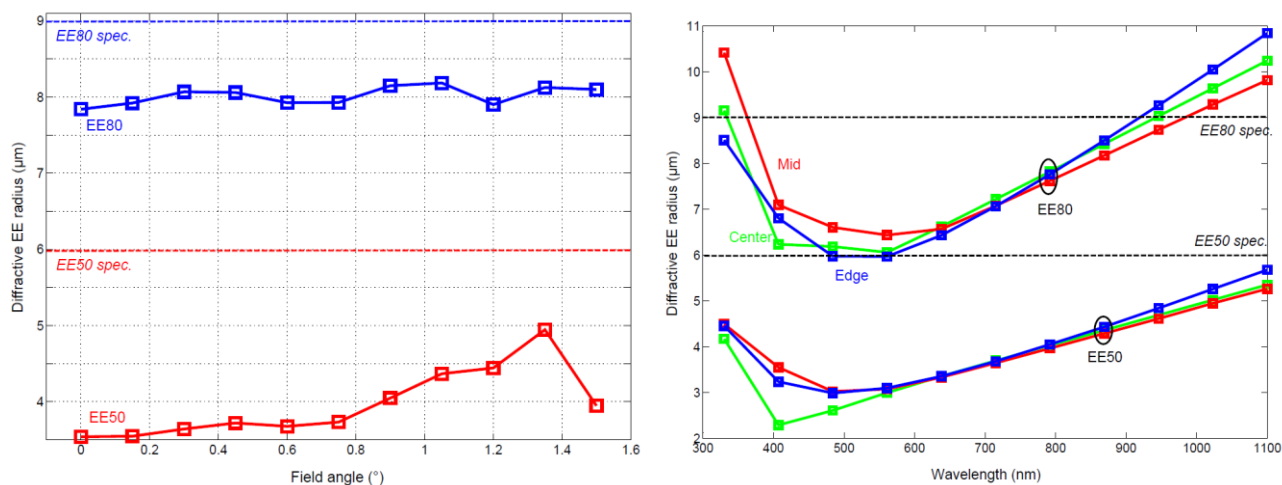 9
EE80 spec.
8
EE80
7
6
EE50 spec.
5
EE50
4
0 0.2 0.4 0.6 0.8 1 1.2 1.4 1.6
Field angle (°)
Diffractive EE radius (µm)
11
10
9
EE80 spec.
8
Mid
EE80
7
Center
EE50 spec.
6
Edge
5
EE50
4
3
2
300 400 500 600 700 800 900 1000 1100
Wavelength (nm)
Diffractive EE radius (µm)